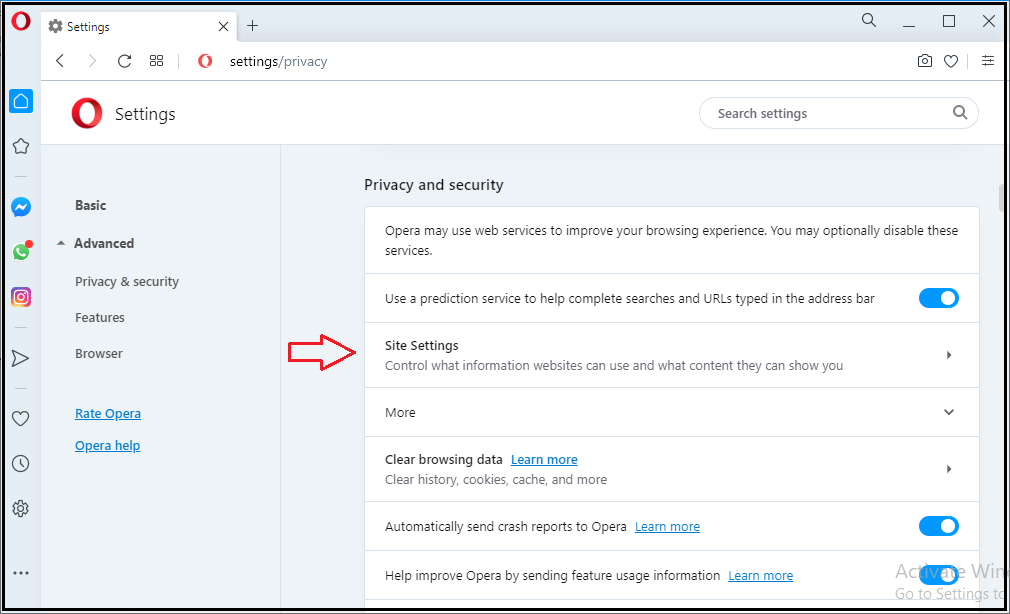 Settings
settings/privacy
Settings
Search settings
Basic
Advanced
Privacy & security
Features
Browser
Rate Opera
Opera help
Privacy and security
Opera may use web services to improve your browsing experience. You may optionally disable these
services.
Use a prediction service to help complete searches and URLs typed in the address bar
Site Settings
Control what information websites can use and what content they can show you
More
Clear browsing data Learn more
Clear history, cookies, cache, and more
Automatically send crash reports to Opera Learn more
Help improve Opera by sending feature usage information Learn more
Activate Win
Go to Settings to